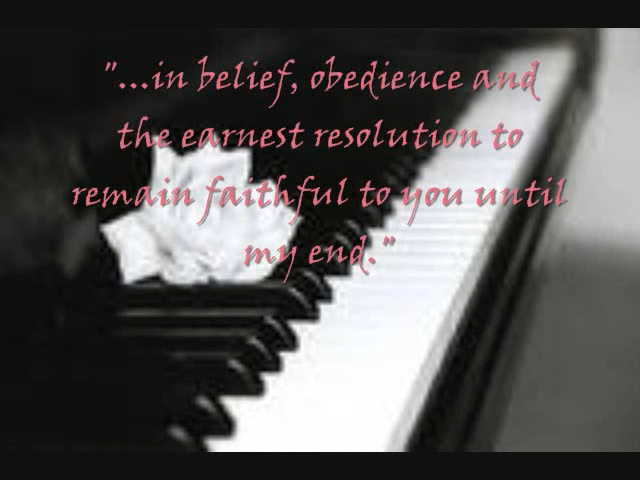 "...in belief, obedience and
the earnest resolution to
remain faithful to you until
my end."